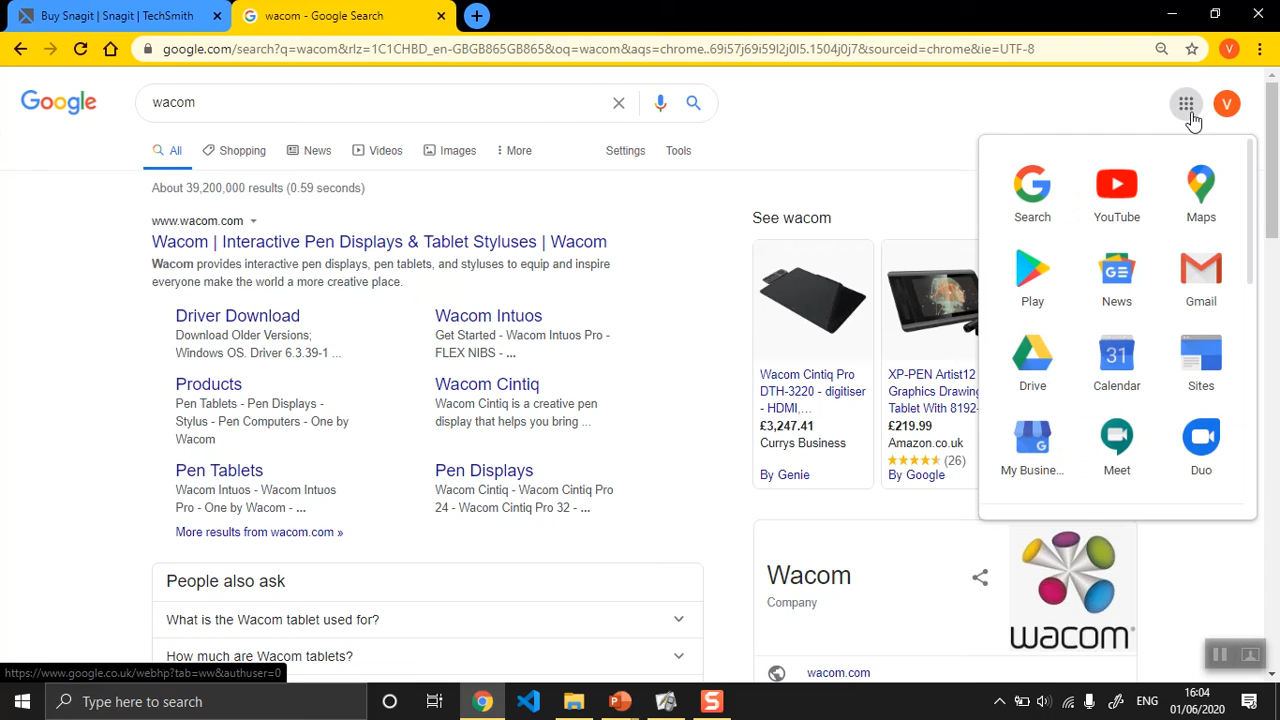 Buy Snagit | Snagit | TechSmith
wacom - Google Search
google.com/search?q=wacom&rlz=1C1CHBD_en-GBGB865GB865&oq=wacom&aqs=chrome..69i57j69i59l2j0l5.1504j0j7&sourceid=chrome&ie=UTF-8
V
Google
wacom
V
All
Shopping
News
Videos
Images
More
Settings
Tools
About 39,200,000 results (0.59 seconds)
www.wacom.com
Wacom | Interactive Pen Displays & Tablet Styluses | Wacom
Wacom provides interactive pen displays, pen tablets, and styluses to equip and inspire
everyone make the world a more creative place.
Driver Download
Download Older Versions;
Windows OS. Driver 6.3.39-1 ...
Wacom Intuos
Get Started - Wacom Intuos Pro -
FLEX NIBS - ...
Products
Pen Tablets - Pen Displays -
Stylus - Pen Computers - One by
Wacom
Wacom Cintiq
Wacom Cintiq is a creative pen
display that helps you bring ...
Pen Tablets
Wacom Intuos - Wacom Intuos
Pro - One by Wacom - ...
Pen Displays
Wacom Cintiq - Wacom Cintiq Pro
24 - Wacom Cintiq Pro 32 - ...
More results from wacom.com »
People also ask
What is the Wacom tablet used for?
How much are Wacom tablets?
See wacom
Wacom Cintiq Pro
DTH-3220 - digitiser
- HDMI,...
£3,247.41
Currys Business
By Genie
XP-PEN Artist12
Graphics Drawing
Tablet With 8192-
£219.99
Amazon.co.uk
(26)
By Google
Search
YouTube
Maps
Play
GE
News
Gmail
Drive
31
Calendar
Sites
G
My Busine...
Meet
Duo
Wacom
Company
wacom
wacom.com
https://www.google.co.uk/webhp?tab=ww&authuser=0
Type here to search
P
S
ENG
16:04
01/06/2020